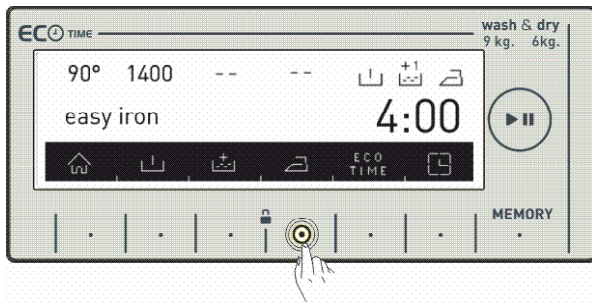 ECO TIME
wash & dry
9 kg. 6kg.
90° 1400 -- --
+1
easy iron
4:00
ECO
TIME
MEMORY